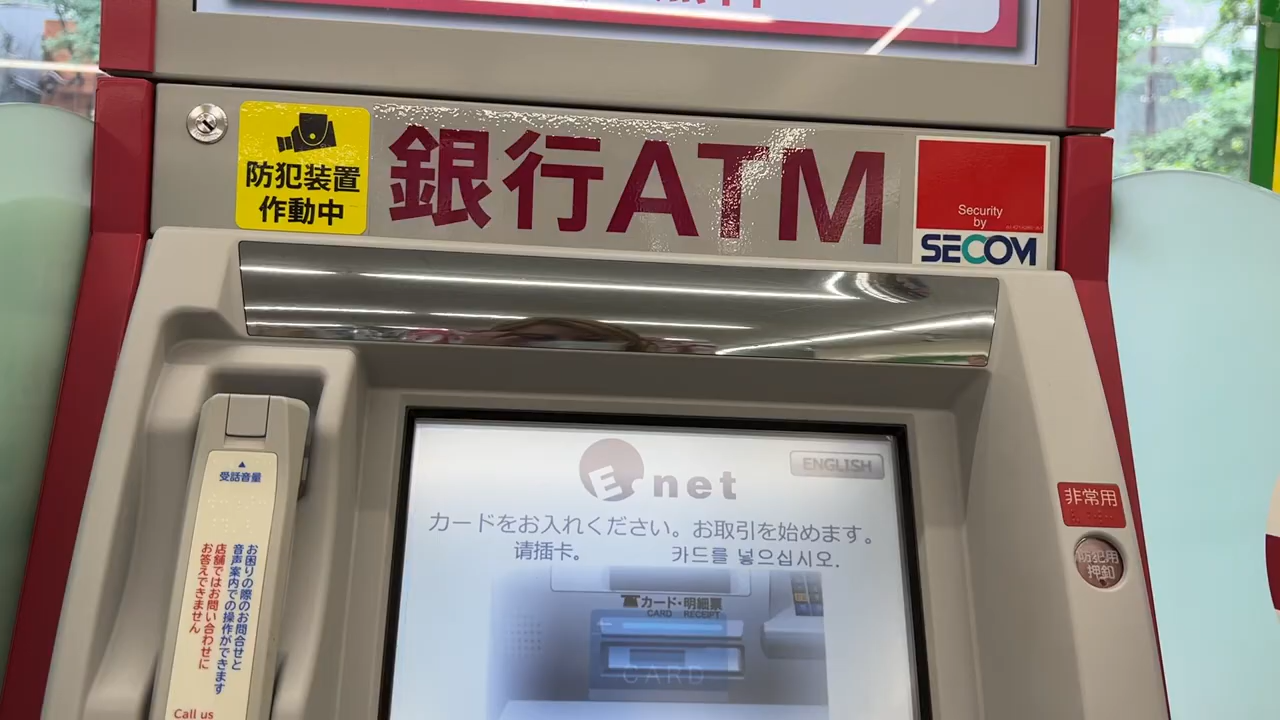 防犯装置
作動中
銀行ATM
Security
by
SECOM
E net
ENGLISH
カードをお入れください。お取引を始めます。
请插卡。
카드를 넣으십시오.
カード・明細票
CARD RECEIPT
CARD
受話音量
お困りの際のお問合せと
音声案内での操作ができます
店舗ではお問い合わせに
お答えできません
Call us
非常用
防犯用
押釦